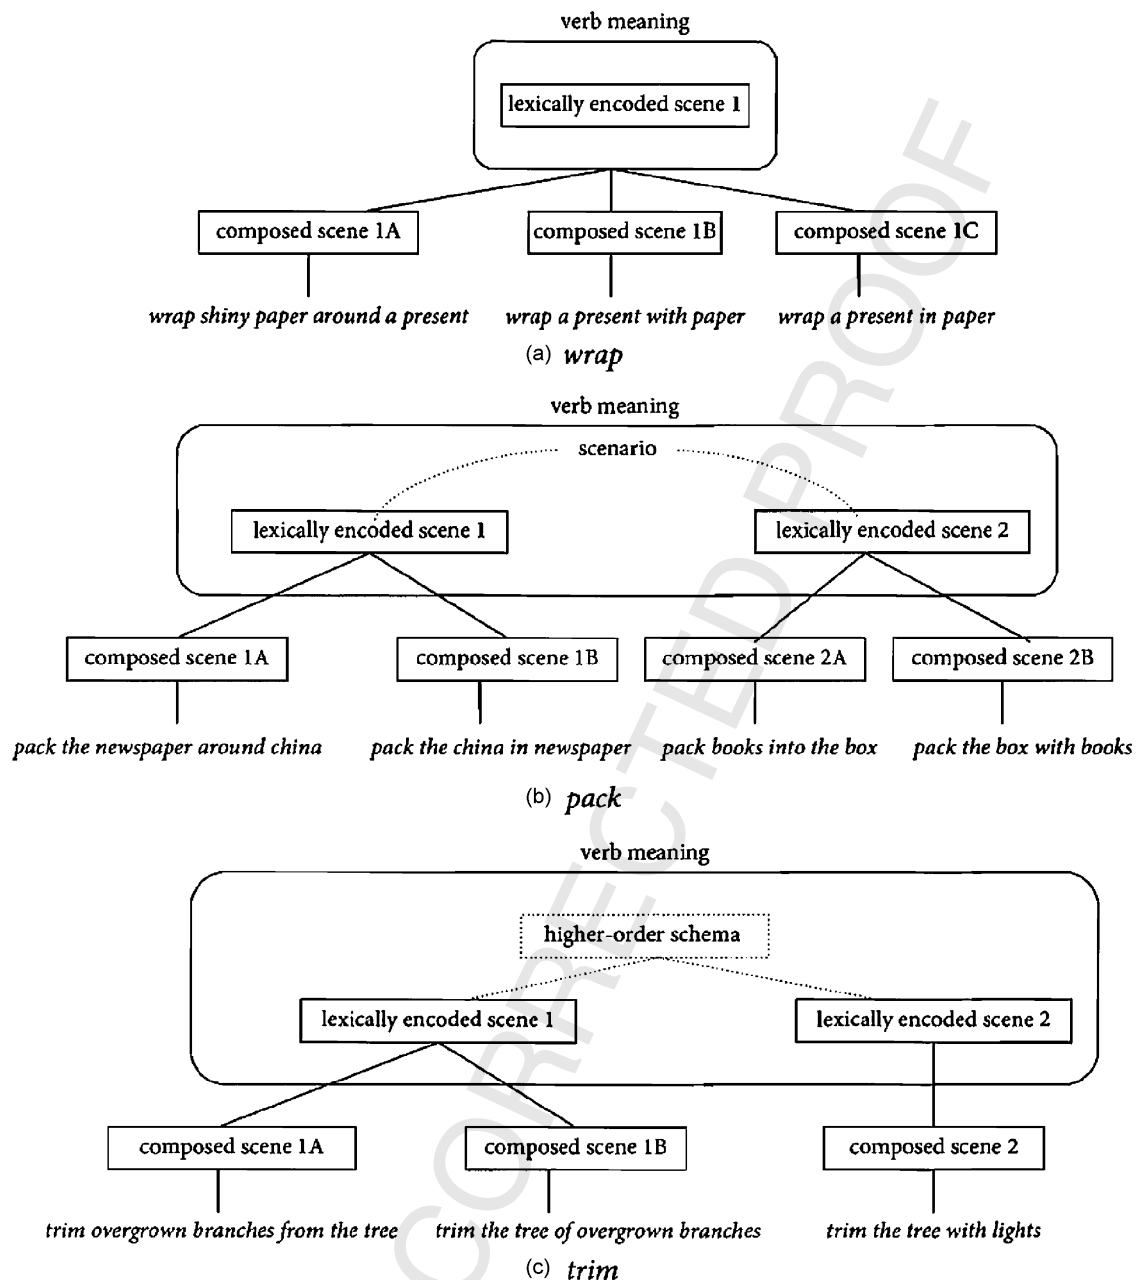 verb meaning
lexically encoded scene 1
composed scene 1A
composed scene 1B
composed scene 1C
wrap shiny paper around a present
wrap a present with paper
wrap a present in paper
(a) wrap
verb meaning
scenario
lexically encoded scene 1
lexically encoded scene 2
composed scene 1A
composed scene 1B
composed scene 2A
composed scene 2B
pack the newspaper around china
pack the china in newspaper
pack books into the box
pack the box with books
(b) pack
verb meaning
higher-order schema
lexically encoded scene 1
lexically encoded scene 2
composed scene 1A
composed scene 1B
composed scene 2
trim overgrown branches from the tree
trim the tree of overgrown branches
trim the tree with lights
(c) trim
CORRECTED PROOF